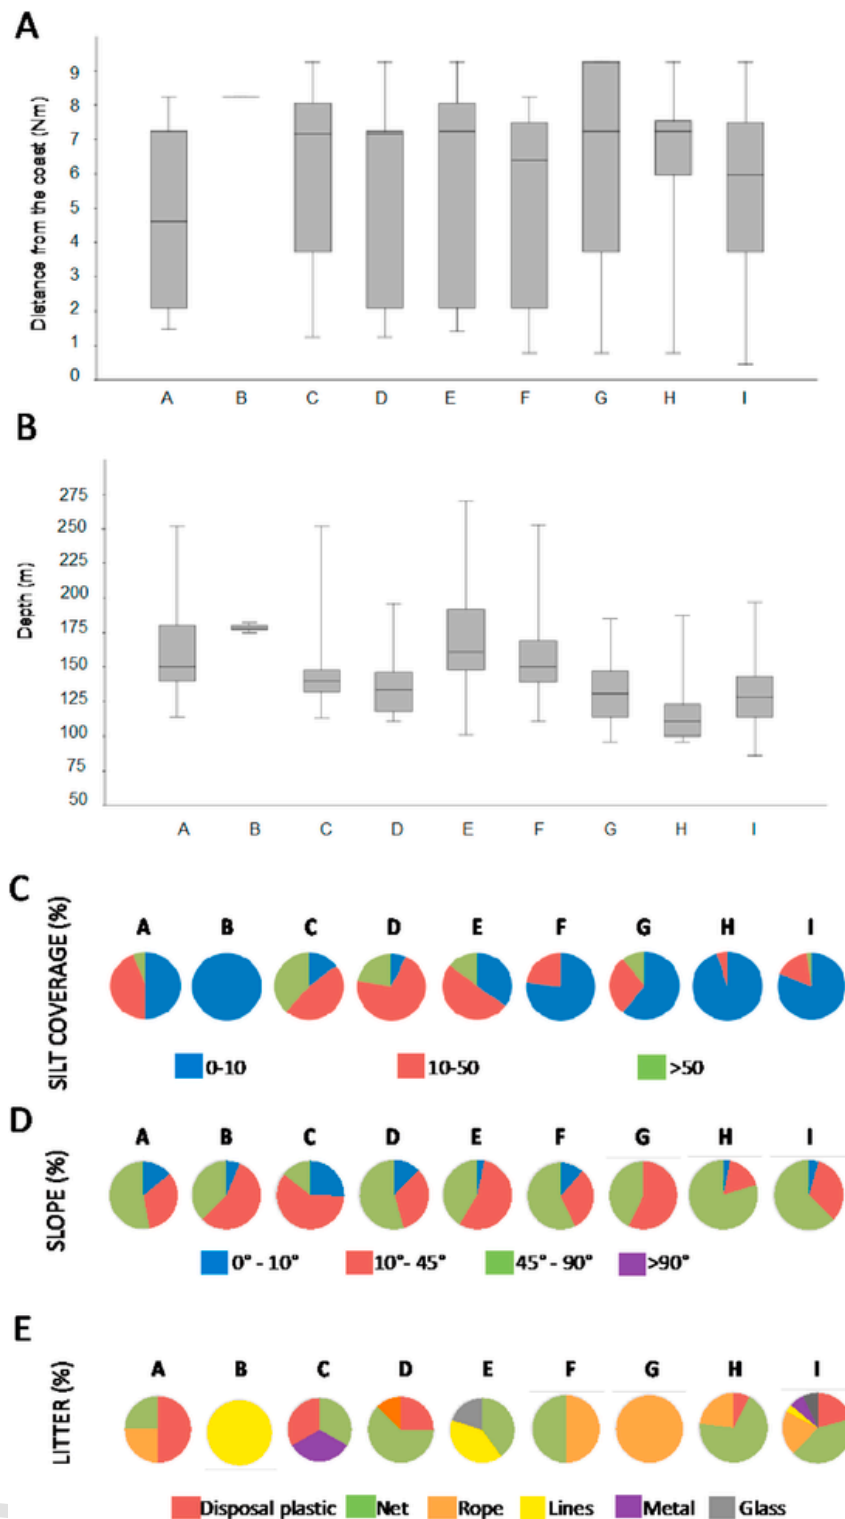 A
Distance from the coast (Nm)
9
8
7
6
5
4
3
2
1
0
A B C D E F G H I
B
Depth (m)
275
250
225
200
175
150
125
100
75
50
A B C D E F G H I
C
SILT COVERAGE (%)
A B C D E F G H I
0-10 10-50 >50
D
SLOPE (%)
A B C D E F G H I
0° - 10° 10°- 45° 45° - 90° >90°
E
LITTER (%)
A B C D E F G H I
Disposal plastic Net Rope Lines Metal Glass